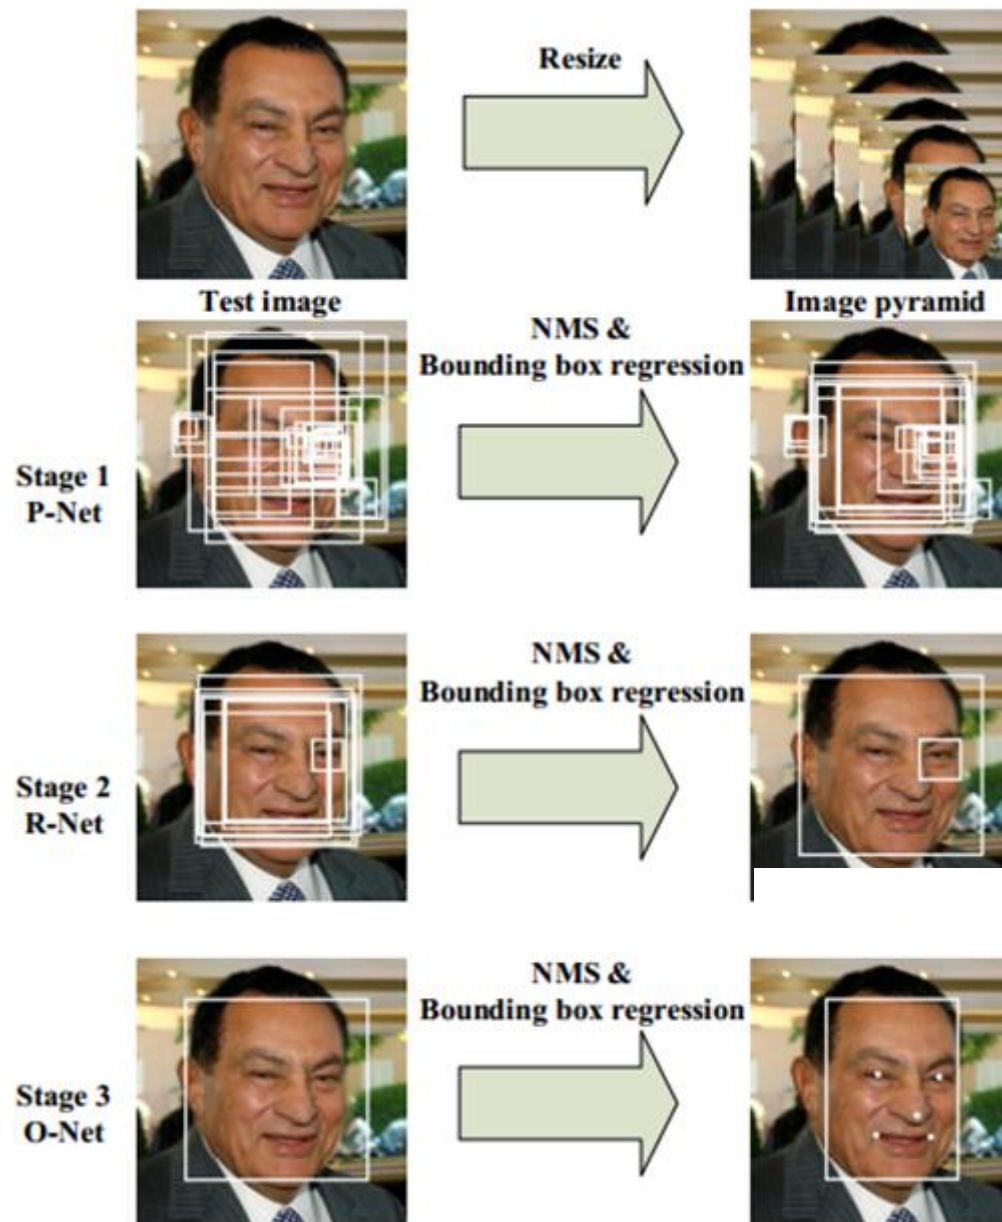 Resize
Test image
Image pyramid
NMS &
Bounding box regression
Stage 1
P-Net
NMS &
Bounding box regression
Stage 2
R-Net
NMS &
Bounding box regression
Stage 3
O-Net